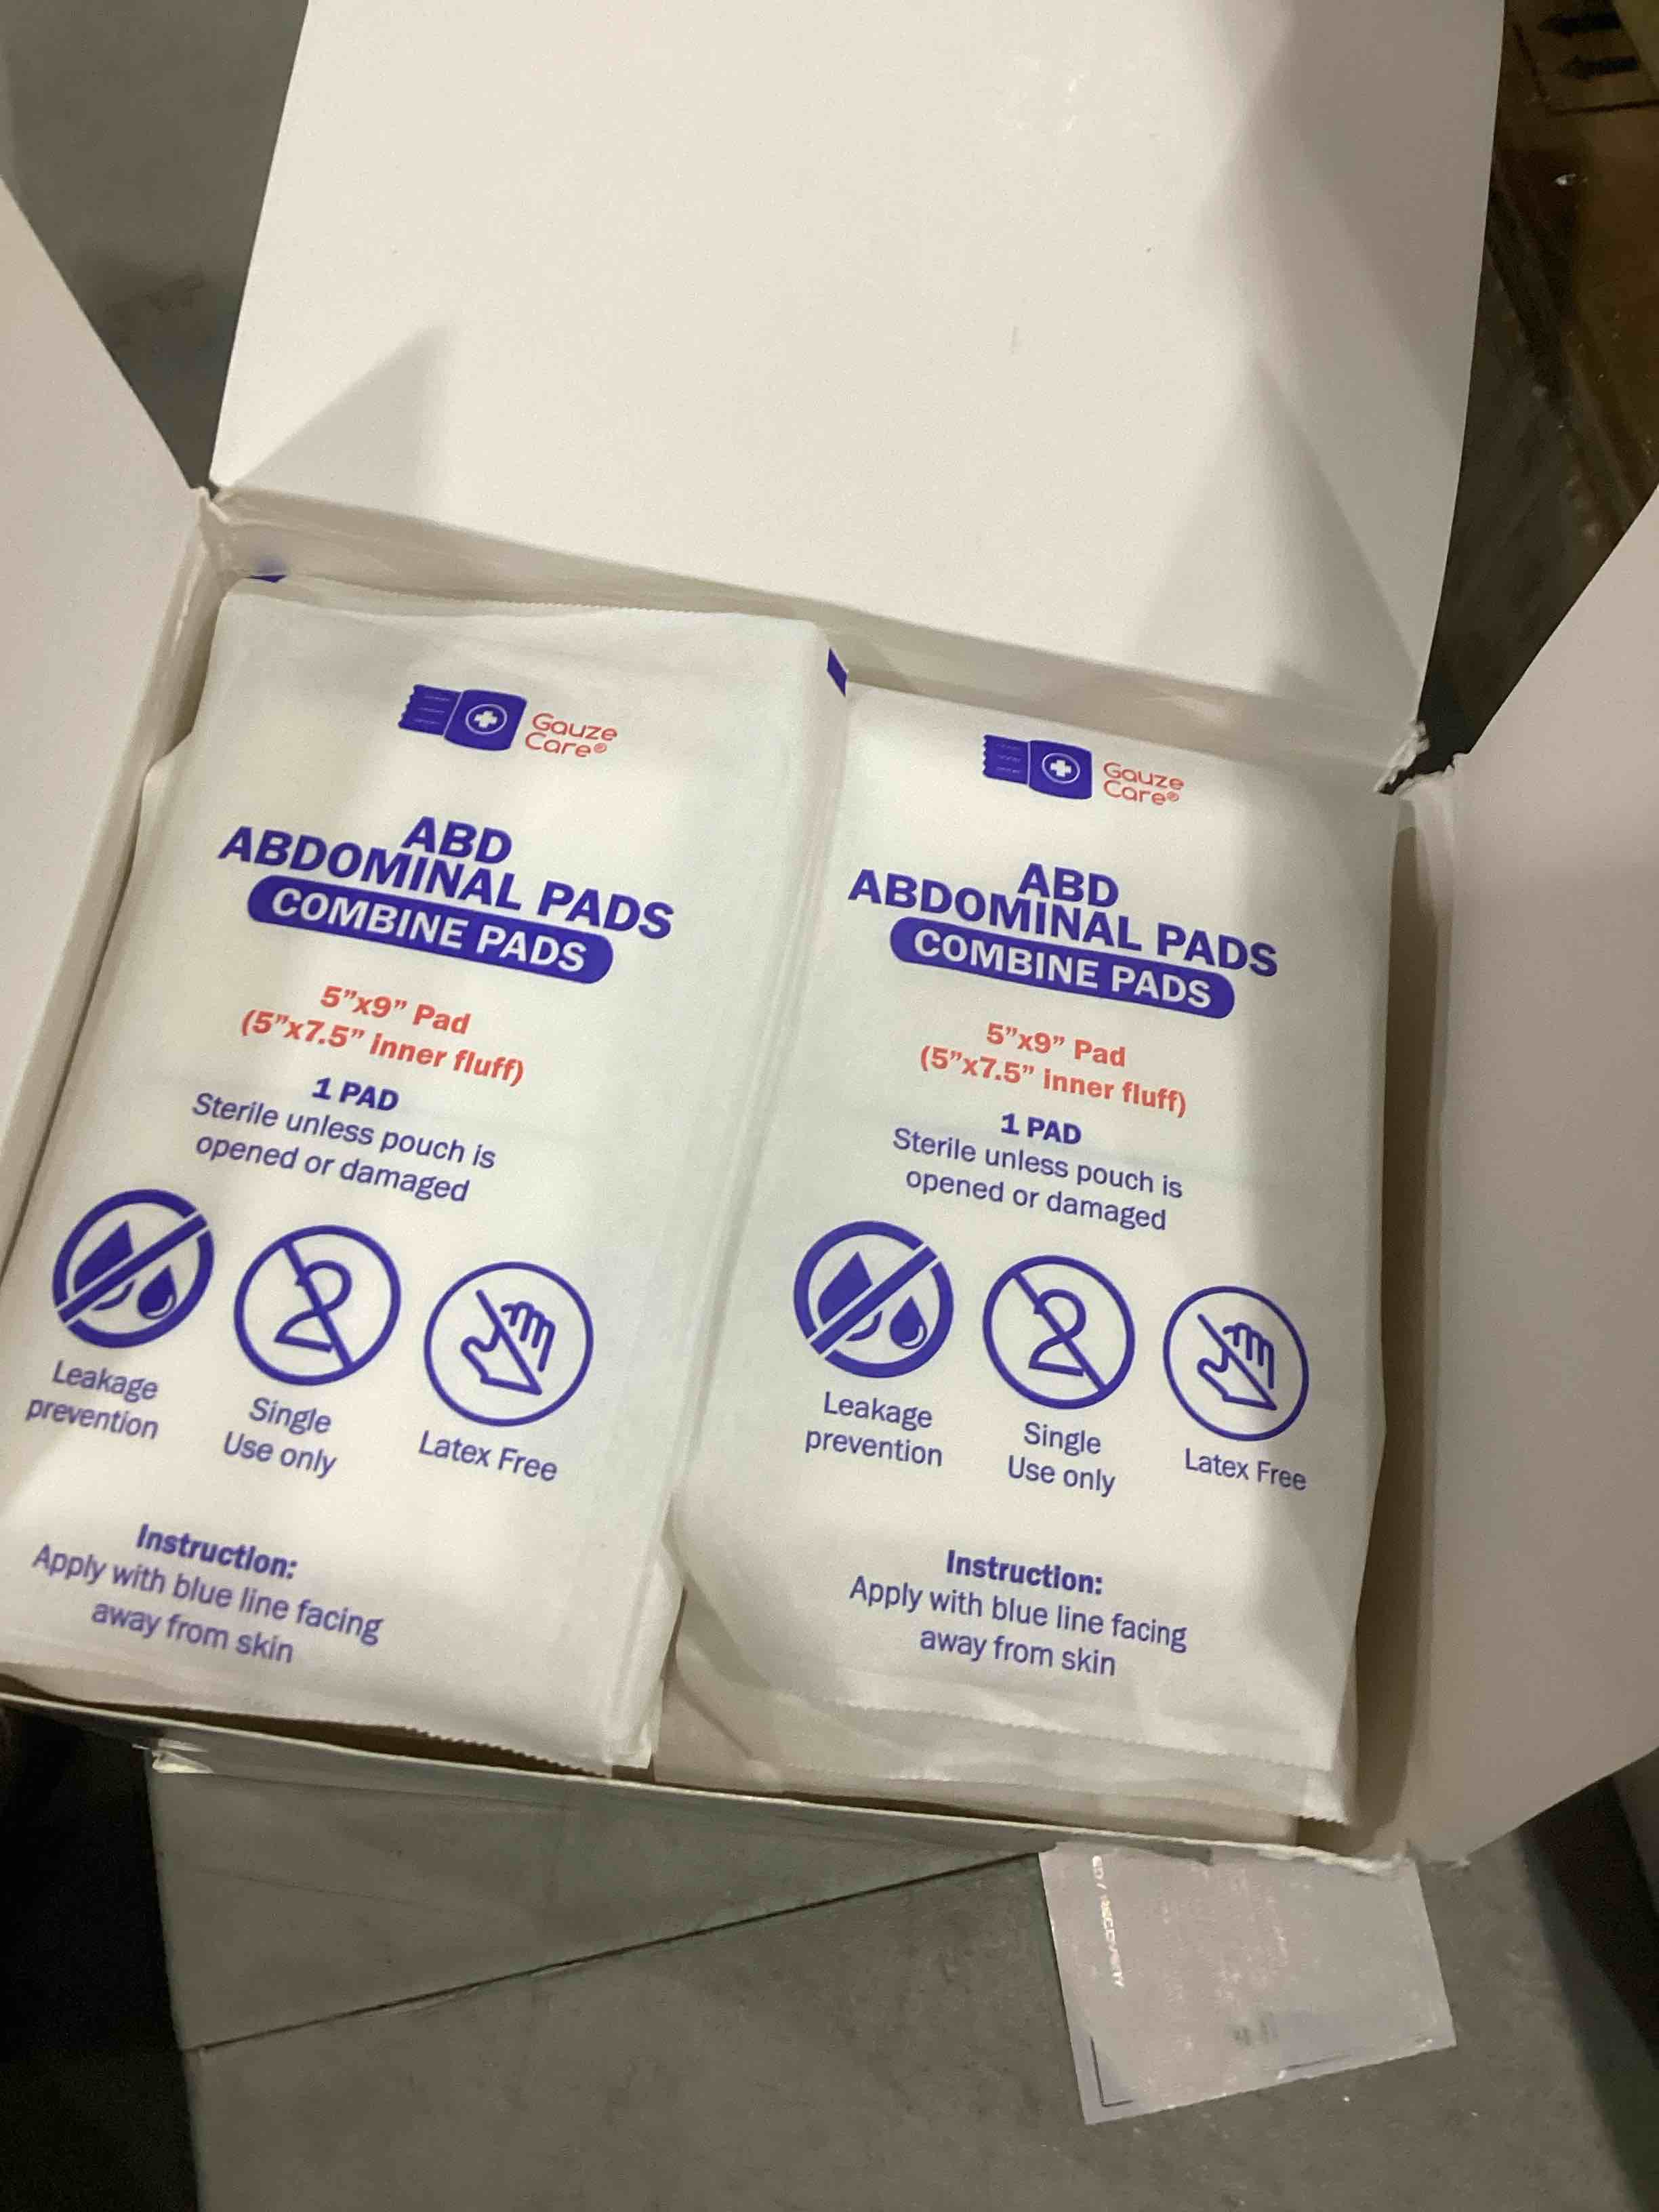 Gauze
Care®
ABD
ABDOMINAL PADS
COMBINE PADS
5”x9” Pad
(5”x7.5” inner fluff)
1 PAD
Sterile unless pouch is
opened or damaged
2
Leakage
prevention
Single
Use only
Latex Free
Instruction:
Apply with blue line facing
away from skin
Gauze
Care®
ABD
ABDOMINAL PADS
COMBINE PADS
5”x9” Pad
(5”x7.5” inner fluff)
1 PAD
Sterile unless pouch is
opened or damaged
2
Leakage
prevention
Single
Use only
Latex Free
Instruction:
Apply with blue line facing
away from skin